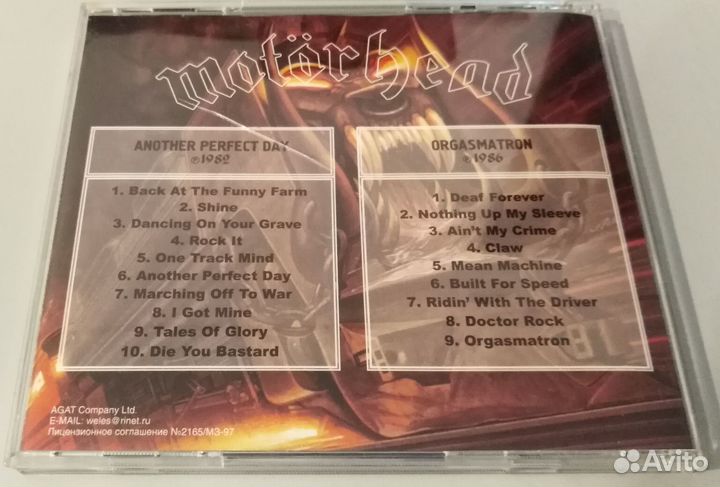 Motörhead
ANOTHER PERFECT DAY
℗1982
1. Back At The Funny Farm
2. Shine
3. Dancing On Your Grave
4. Rock It
5. One Track Mind
6. Another Perfect Day
7. Marching Off To War
8. I Got Mine
9. Tales Of Glory
10. Die You Bastard
ORGASMATRON
℗1986
1. Deaf Forever
2. Nothing Up My Sleeve
3. Ain't My Crime
4. Claw
5. Mean Machine
6. Built For Speed
7. Ridin' With The Driver
8. Doctor Rock
9. Orgasmatron
AGAT Company Ltd.
E-MAIL: weles@rinet.ru
Лицензионное соглашение №2165/МЗ-97
Avito